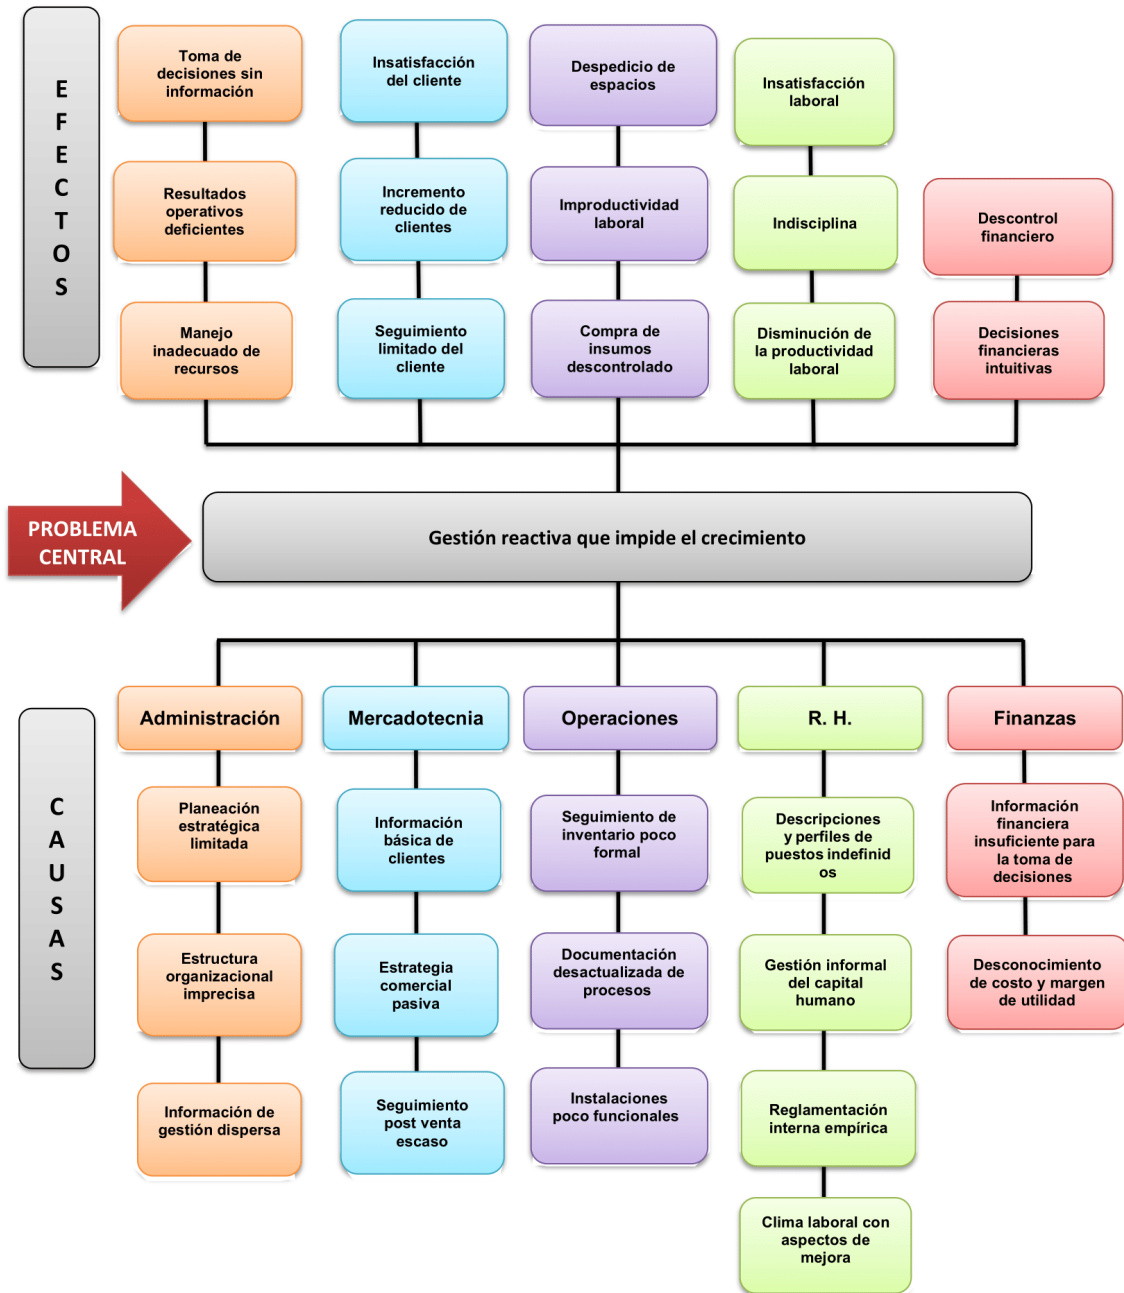 EFECTOS
Toma de
decisiones sin
información
Insatisfacción
del cliente
Despedicio de
espacios
Insatisfacción
laboral
Resultados
operativos
deficientes
Incremento
reducido de
clientes
Improductividad
laboral
Indisciplina
Descontrol
financiero
Manejo
inadecuado de
recursos
Seguimiento
limitado del
cliente
Compra de
insumos
descontrolado
Disminución de
la productividad
laboral
Decisiones
financieras
intuitivas
PROBLEMA
CENTRAL
Gestión reactiva que impide el crecimiento
CAUSAS
Administración
Mercadotecnia
Operaciones
R. H.
Finanzas
Planeación
estratégica
limitada
Información
básica de
clientes
Seguimiento de
inventario poco
formal
Descripciones
y perfiles de
puestos indefinid
os
Información
financiera
insuficiente para
la toma de
decisiones
Estructura
organizacional
imprecisa
Estrategia
comercial
pasiva
Documentación
desactualizada de
procesos
Gestión informal
del capital
humano
Desconocimiento
de costo y margen
de utilidad
Información de
gestión dispersa
Seguimiento
post venta
escaso
Instalaciones
poco funcionales
Reglamentación
interna empírica
Clima laboral con
aspectos de
mejora